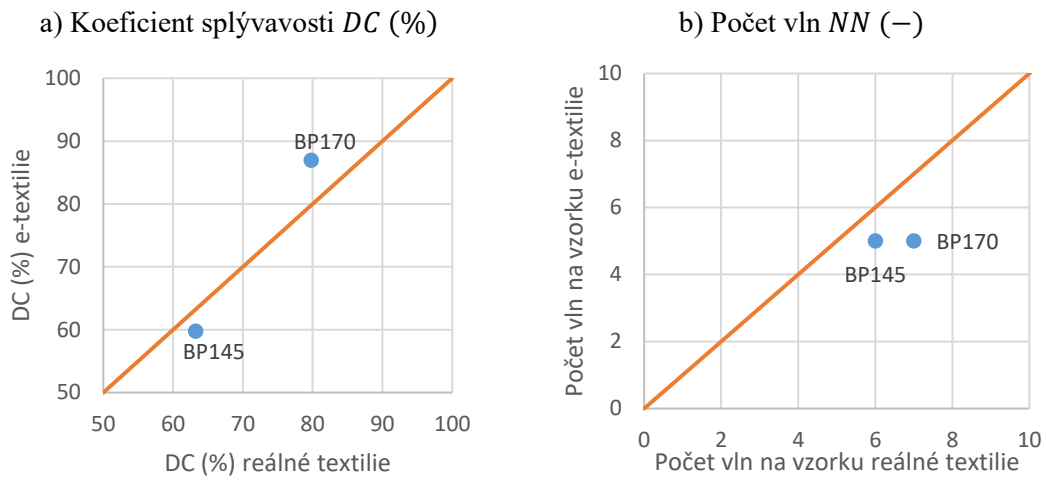 a) Koeficient splývavosti DC (%)
100
90
80
70
60
50
50 60 70 80 90 100
DC (%) e-textilie
DC (%) reálné textilie
BP170
BP145
b) Počet vln NN (−)
10
8
6
4
2
0
0 2 4 6 8 10
Počet vln na vzorku e-textilie
Počet vln na vzorku reálné textilie
BP170
BP145